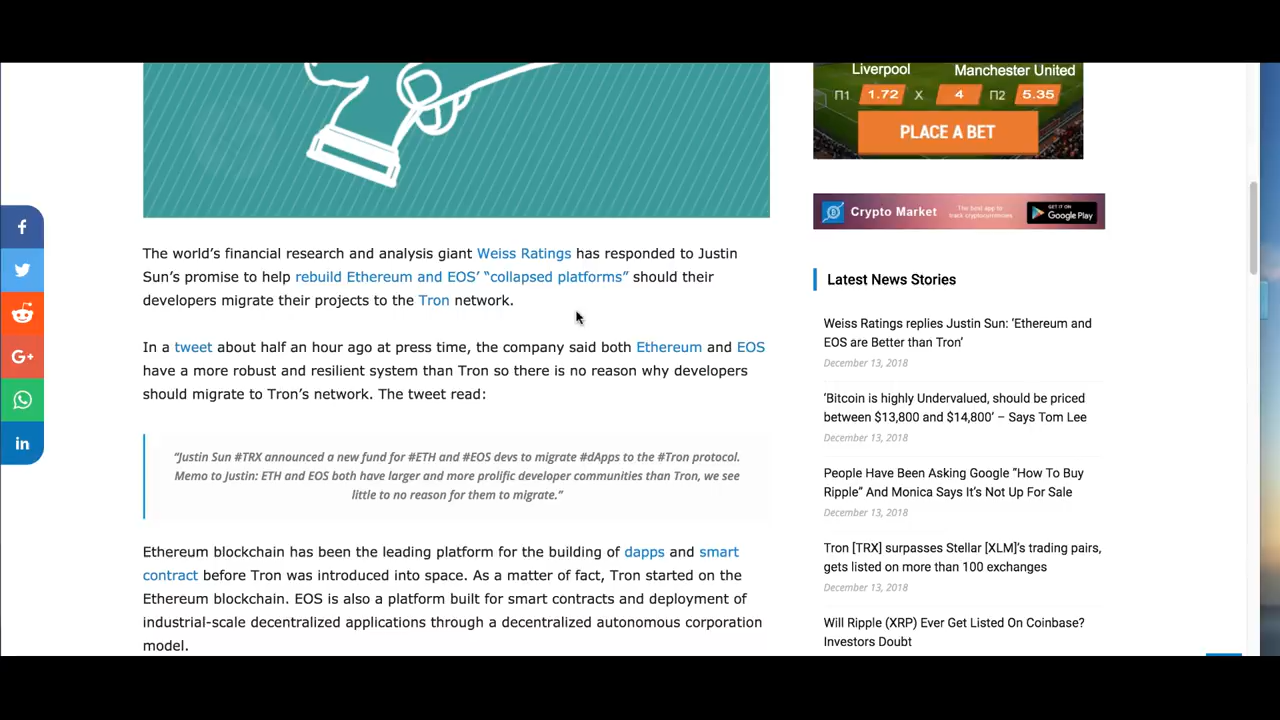 Liverpool Manchester United
П1 1.72 X 4 П2 5.35
PLACE A BET
Crypto Market The best app to track cryptocurrencies GET IT ON Google Play
f
G+
in
The world’s financial research and analysis giant Weiss Ratings has responded to Justin
Sun’s promise to help rebuild Ethereum and EOS’ “collapsed platforms” should their
developers migrate their projects to the Tron network.
In a tweet about half an hour ago at press time, the company said both Ethereum and EOS
have a more robust and resilient system than Tron so there is no reason why developers
should migrate to Tron’s network. The tweet read:
“Justin Sun #TRX announced a new fund for #ETH and #EOS devs to migrate #dApps to the #Tron protocol.
Memo to Justin: ETH and EOS both have larger and more prolific developer communities than Tron, we see
little to no reason for them to migrate.”
Ethereum blockchain has been the leading platform for the building of dapps and smart
contract before Tron was introduced into space. As a matter of fact, Tron started on the
Ethereum blockchain. EOS is also a platform built for smart contracts and deployment of
industrial-scale decentralized applications through a decentralized autonomous corporation
model.
Latest News Stories
Weiss Ratings replies Justin Sun: ‘Ethereum and
EOS are Better than Tron’
December 13, 2018
‘Bitcoin is highly Undervalued, should be priced
between $13,800 and $14,800’ – Says Tom Lee
December 13, 2018
People Have Been Asking Google “How To Buy
Ripple” And Monica Says It’s Not Up For Sale
December 13, 2018
Tron [TRX] surpasses Stellar [XLM]’s trading pairs,
gets listed on more than 100 exchanges
December 13, 2018
Will Ripple (XRP) Ever Get Listed On Coinbase?
Investors Doubt